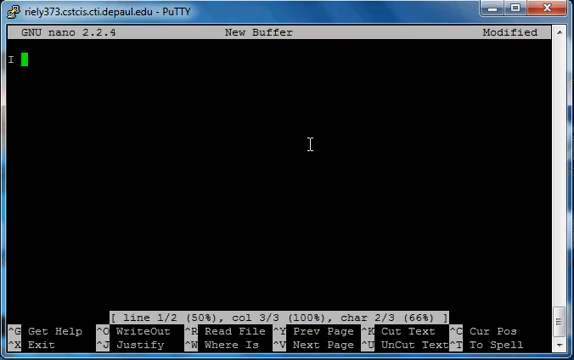 riely373.cstcis.cti.depaul.edu - PuTTY
GNU nano 2.2.4 New Buffer Modified
I
[ line 1/2 (50%), col 3/3 (100%), char 2/3 (66%) ]
^G Get Help ^O WriteOut ^R Read File ^Y Prev Page ^K Cut Text ^C Cur Pos
^X Exit ^J Justify ^W Where Is ^V Next Page ^U UnCut Text ^T To Spell